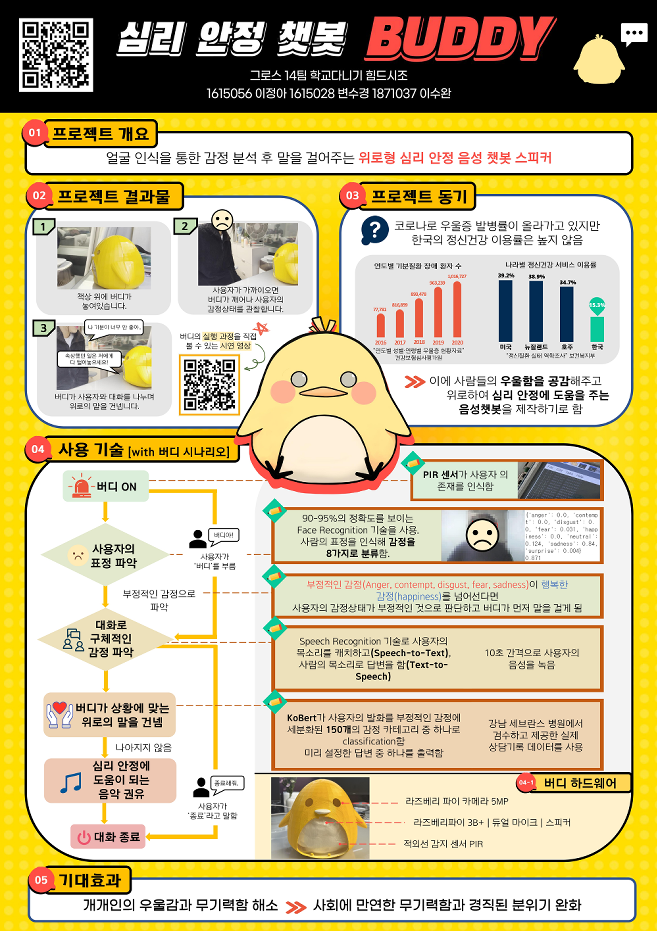 심리 안정 챗봇 BUDDY
그로스 14팀 학교다니기 힘드시조
1615056 이정아 1615028 변수경 1871037 이수완
01 프로젝트 개요
얼굴 인식을 통한 감정 분석 후 말을 걸어주는 위로형 심리 안정 음성 챗봇 스피커
02 프로젝트 결과물
1
책상 위에 버디가
놓여있습니다.
2
사용자가 가까이오면
버디가 깨어나 사용자의
감정상태를 관찰합니다.
3
나 기분이 너무 안 좋아..
속상했던 일은 저에게
다 털어놓으세요!
버디가 사용자와 대화를 나누며
위로의 말을 건넵니다.
버디의 실행 과정을 직접
볼 수 있는 시연 영상
03 프로젝트 동기
?
코로나로 우울증 발병률이 올라가고 있지만
한국의 정신건강 이용률은 높지 않음
연도별 기분질환 장애 환자 수
1,016,727
2016 2017 2018 2019 2020
"연도별 성별·연령별 우울증 현황자료"
건강보험심사평가원
나라별 정신건강 서비스 이용률
39.2% 38.9% 34.7% 15.3%
미국 뉴질랜드 호주 한국
"정신질환 실태 역학조사" 보건복지부
이에 사람들의 우울함을 공감해주고
위로하여 심리 안정에 도움을 주는
음성챗봇을 제작하기로 함
04 사용 기술 [with 버디 시나리오]
버디 ON
PIR 센서가 사용자 의
존재를 인식함
사용자의
표정 파악
버디야!
사용자가
'버디'를 부름
90-95%의 정확도를 보이는
Face Recognition 기술을 사용,
사람의 표정을 인식해 감정을
8가지로 분류함.
{'anger': 0.0, 'contemp
t': 0.0, 'disgust': 0.
0, 'fear': 0.001, 'happ
iness': 0.0, 'neutral':
0.124, 'sadness': 0.84,
부정적인 감정으로
파악
부정적인 감정(Anger, contempt, disgust, fear, sadness)이 행복한
감정(happiness)를 넘어선다면
사용자의 감정상태가 부정적인 것으로 판단하고 버디가 먼저 말을 걸게 됨
대화로
구체적인
감정 파악
Speech Recognition 기술로 사용자의
목소리를 캐치하고(Speech-to-Text),
사람의 목소리로 답변을 함(Text-to-
Speech)
10초 간격으로 사용자의
음성을 녹음
버디가 상황에 맞는
위로의 말을 건넴
KoBert가 사용자의 발화를 부정적인 감정에
세분화된 150개의 감정 카테고리 중 하나로
classification함
미리 설정한 답변 중 하나를 출력함
강남 세브란스 병원에서
검수하고 제공한 실제
상담기록 데이터를 사용
나아지지 않음
심리 안정에
도움이 되는
음악 권유
종료해줘.
사용자가
'종료'라고 말함
대화 종료
04-1 버디 하드웨어
라즈베리 파이 카메라 5MP
라즈베리파이 3B+ | 듀얼 마이크 | 스피커
적외선 감지 센서 PIR
05 기대효과
개개인의 우울감과 무기력함 해소
사회에 만연한 무기력함과 경직된 분위기 완화